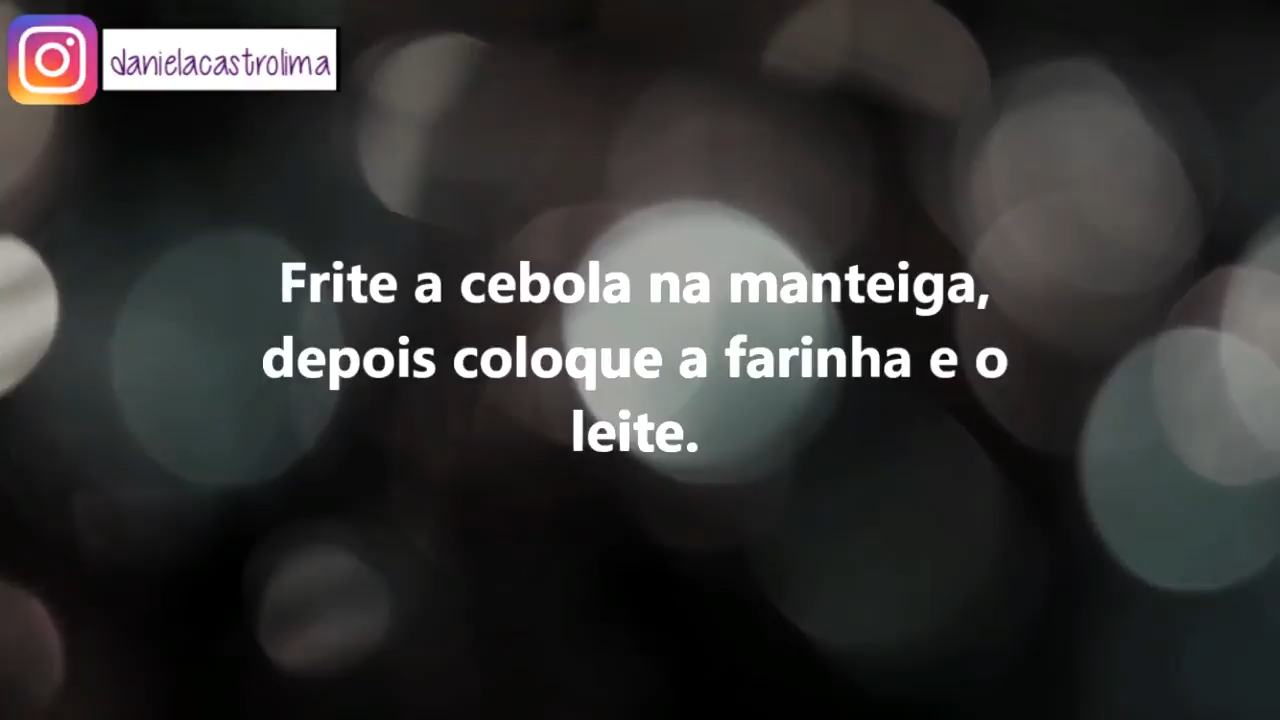 danielacastrolima
Frite a cebola na manteiga,
depois coloque a farinha e o
leite.